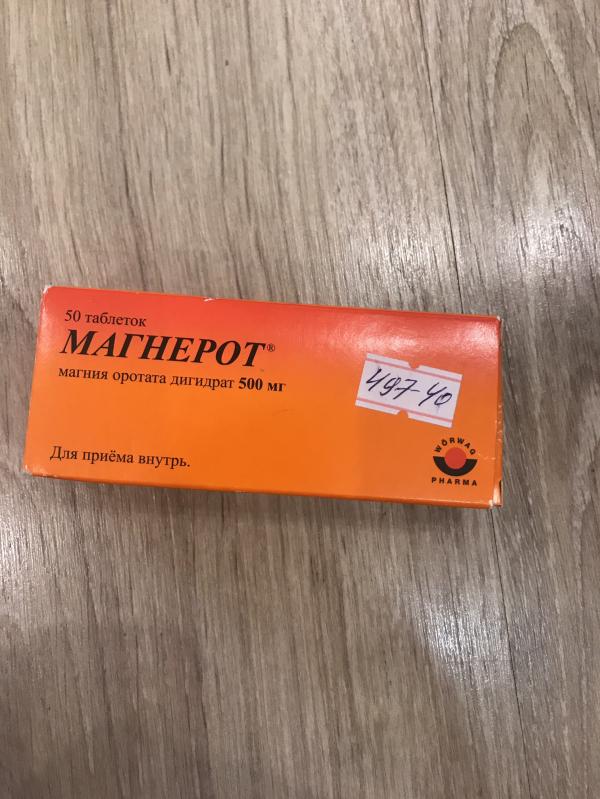 50 таблеток
МАГНЕРОТ®
магния оротата дигидрат 500 мг
497-40
Для приёма внутрь.
WÖRWAG
PHARMA